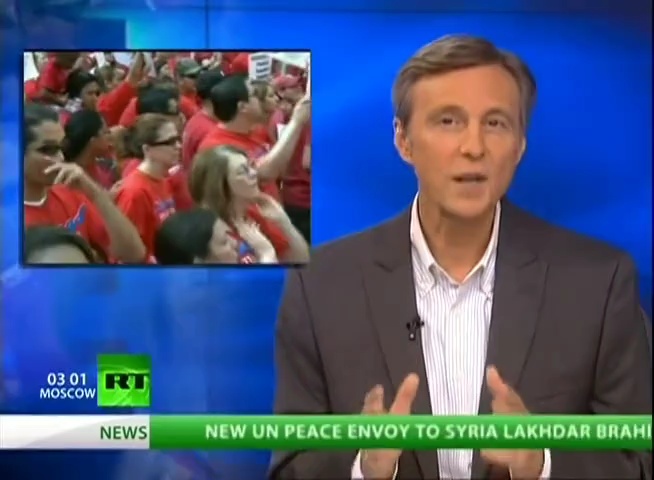 03 01
MOSCOW
RT
NEWS
NEW UN PEACE ENVOY TO SYRIA LAKHDAR BRAHI